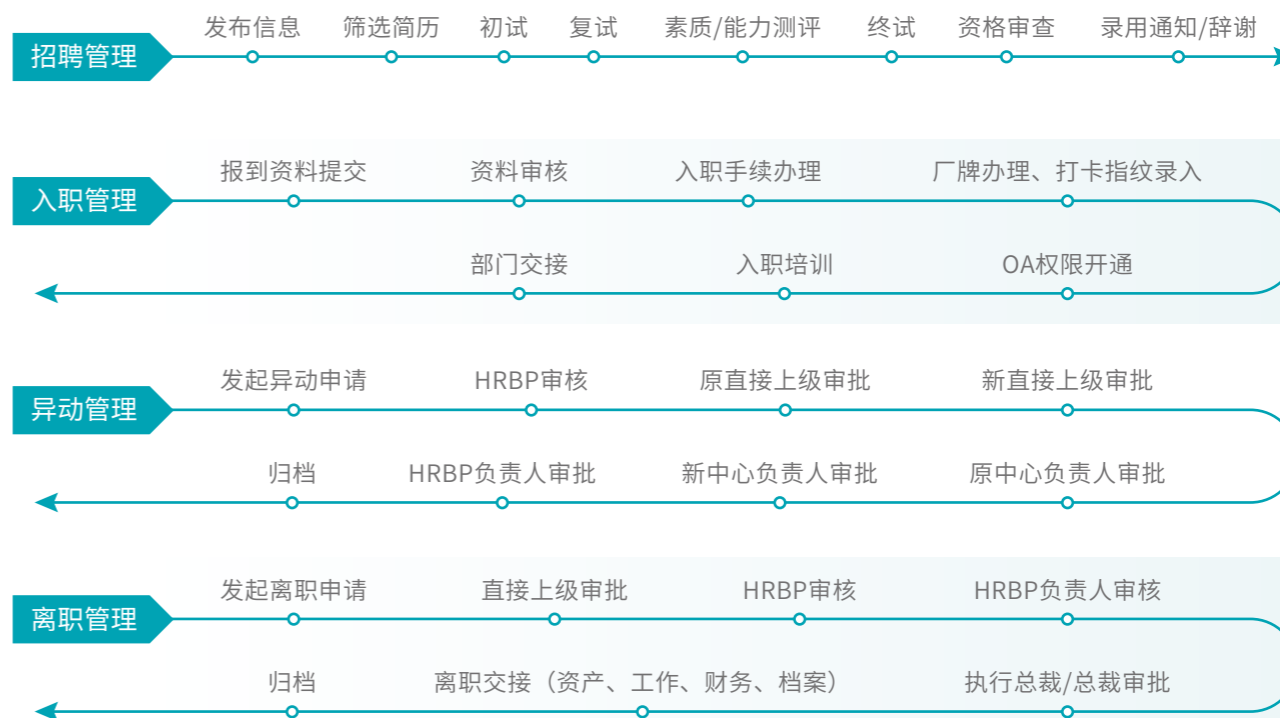 发布信息 筛选简历 初试 复试 素质/能力测评 终试 资格审查 录用通知/辞谢
招聘管理
报到资料提交 资料审核 入职手续办理 厂牌办理、打卡指纹录入
入职管理
部门交接 入职培训 OA权限开通
发起异动申请 HRBP审核 原直接上级审批 新直接上级审批
异动管理
归档 HRBP负责人审批 新中心负责人审批 原中心负责人审批
发起离职申请 直接上级审批 HRBP审核 HRBP负责人审核
离职管理
归档 离职交接（资产、工作、财务、档案） 执行总裁/总裁审批